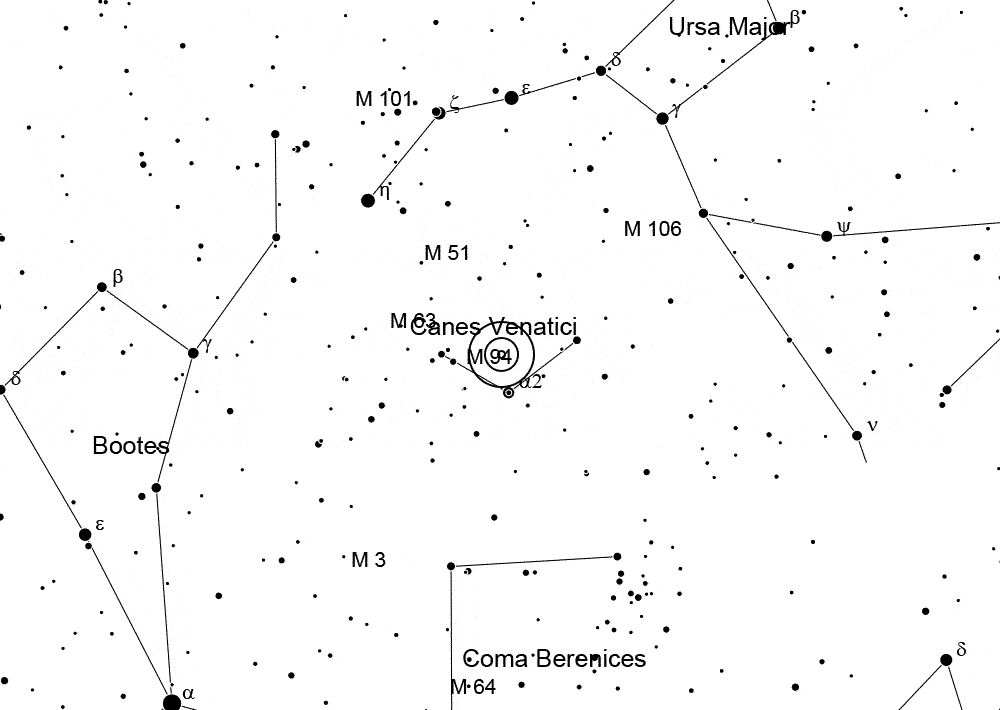 Ursa Major
β
δ
ε
M 101
ζ
γ
η
M 106
ψ
M 51
β
M 63
Canes Venatici
γ
M 94
δ
α2
ν
Bootes
ε
M 3
δ
Coma Berenices
M 64
α